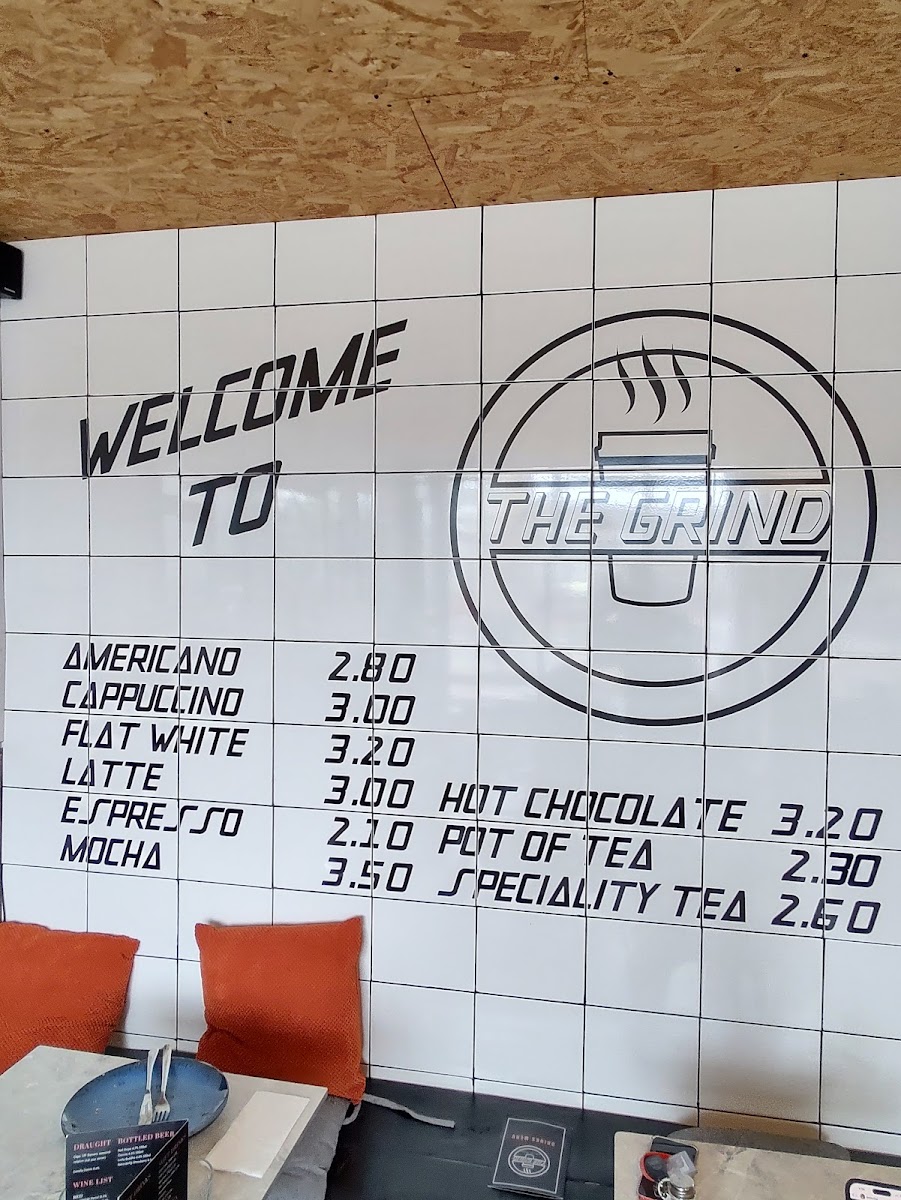 WELCOME
TO
THE GRIND
AMERICANO 2.80
CAPPUCCINO 3.00
FLAT WHITE 3.20
LATTE 3.00
ESPRESSO 2.10
MOCHA 3.50
HOT CHOCOLATE 3.20
POT OF TEA 2.30
SPECIALITY TEA 2.60
DRAUGHT
BOTTLED BEER
WINE LIST
DRINKS MENU